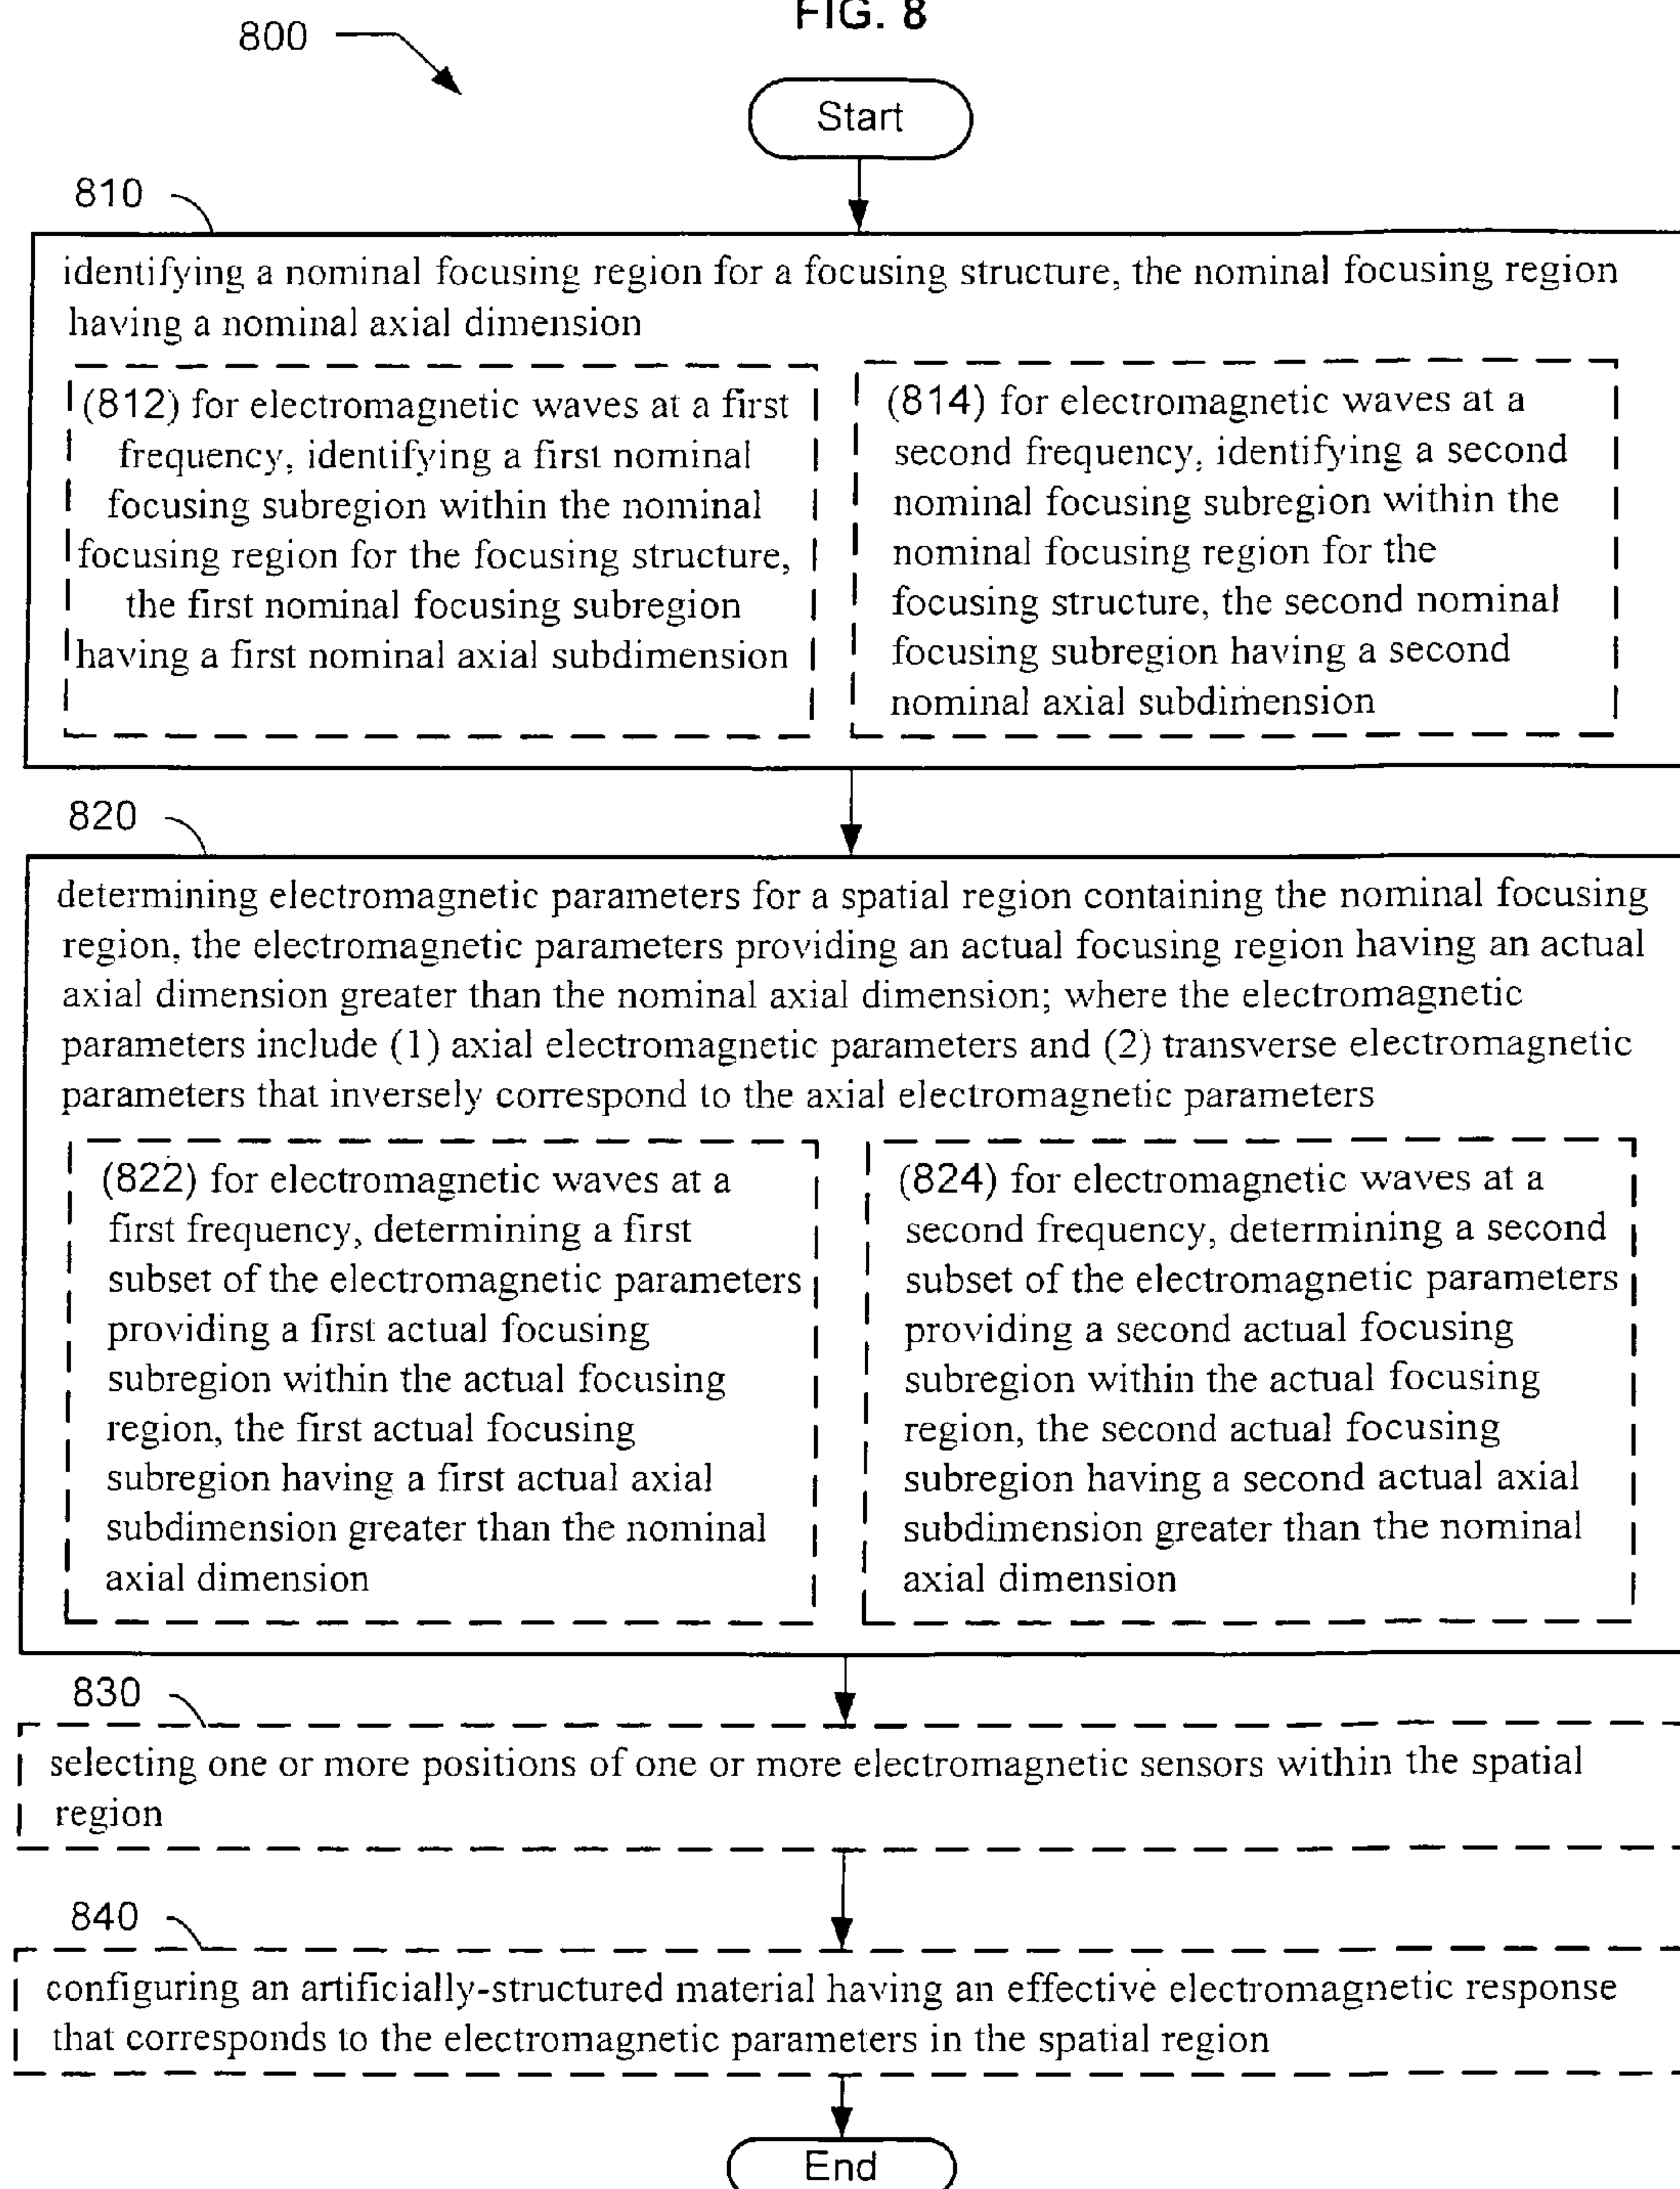 FIG. 8
800
Start
810
identifying a nominal focusing region for a focusing structure, the nominal focusing region
having a nominal axial dimension
(812) for electromagnetic waves at a first
frequency, identifying a first nominal
focusing subregion within the nominal
focusing region for the focusing structure,
the first nominal focusing subregion
having a first nominal axial subdimension
(814) for electromagnetic waves at a
second frequency, identifying a second
nominal focusing subregion within the
nominal focusing region for the
focusing structure, the second nominal
focusing subregion having a second
nominal axial subdimension
820
determining electromagnetic parameters for a spatial region containing the nominal focusing
region, the electromagnetic parameters providing an actual focusing region having an actual
axial dimension greater than the nominal axial dimension; where the electromagnetic
parameters include (1) axial electromagnetic parameters and (2) transverse electromagnetic
parameters that inversely correspond to the axial electromagnetic parameters
(822) for electromagnetic waves at a
first frequency, determining a first
subset of the electromagnetic parameters
providing a first actual focusing
subregion within the actual focusing
region, the first actual focusing
subregion having a first actual axial
subdimension greater than the nominal
axial dimension
(824) for electromagnetic waves at a
second frequency, determining a second
subset of the electromagnetic parameters
providing a second actual focusing
subregion within the actual focusing
region, the second actual focusing
subregion having a second actual axial
subdimension greater than the nominal
axial dimension
830
selecting one or more positions of one or more electromagnetic sensors within the spatial
region
840
configuring an artificially-structured material having an effective electromagnetic response
that corresponds to the electromagnetic parameters in the spatial region
End